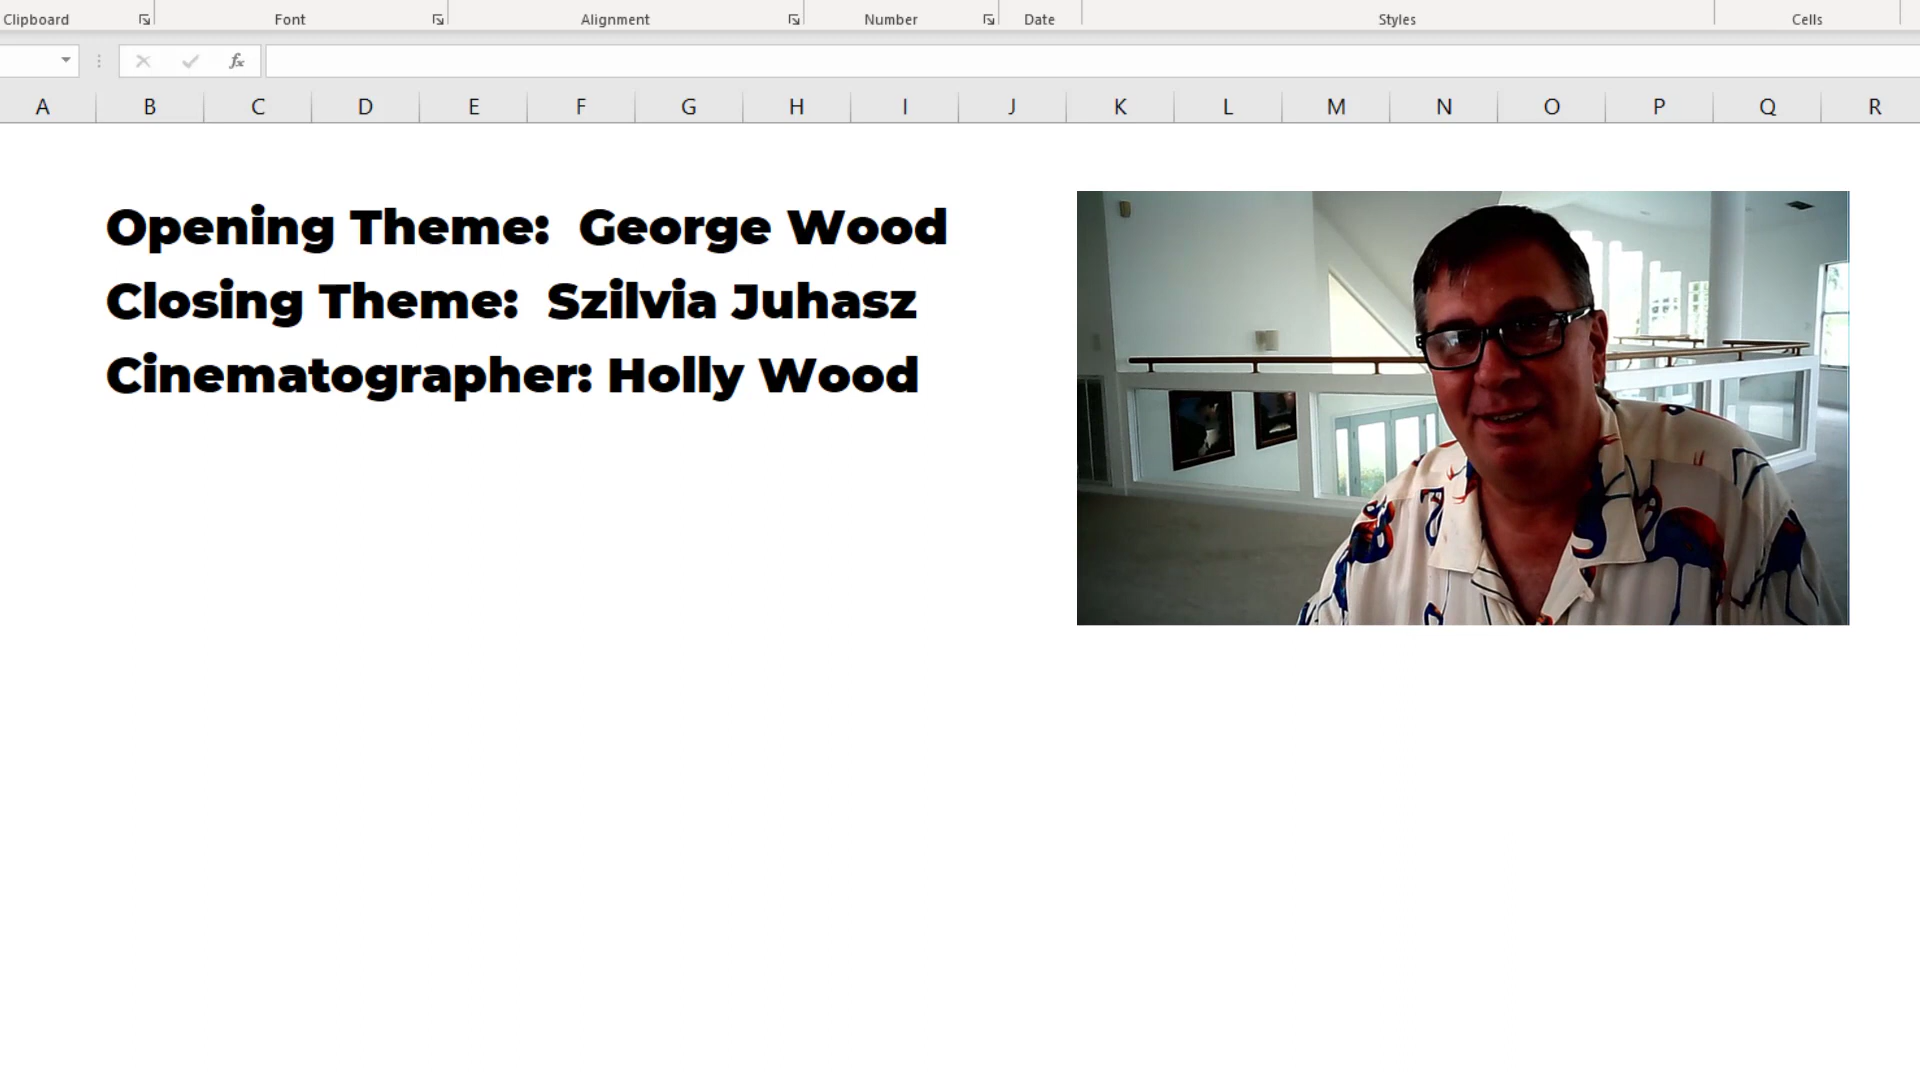 Clipboard Font Alignment Number Date Styles Cells
fx
A B C D E F G H I J K L M N O P Q R
Opening Theme: George Wood
Closing Theme: Szilvia Juhasz
Cinematographer: Holly Wood